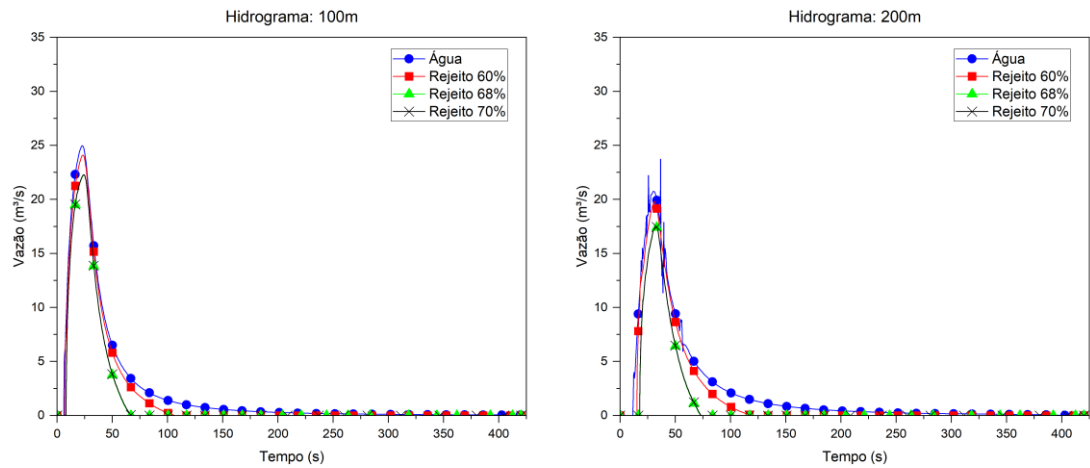 Hidrograma: 100m
35
30
25
20
15
10
5
0
Vazão (m³/s)
Água
Rejeito 60%
Rejeito 68%
Rejeito 70%
0 50 100 150 200 250 300 350 400
Tempo (s)
Hidrograma: 200m
35
30
25
20
15
10
5
0
Vazão (m³/s)
Água
Rejeito 60%
Rejeito 68%
Rejeito 70%
0 50 100 150 200 250 300 350 400
Tempo (s)